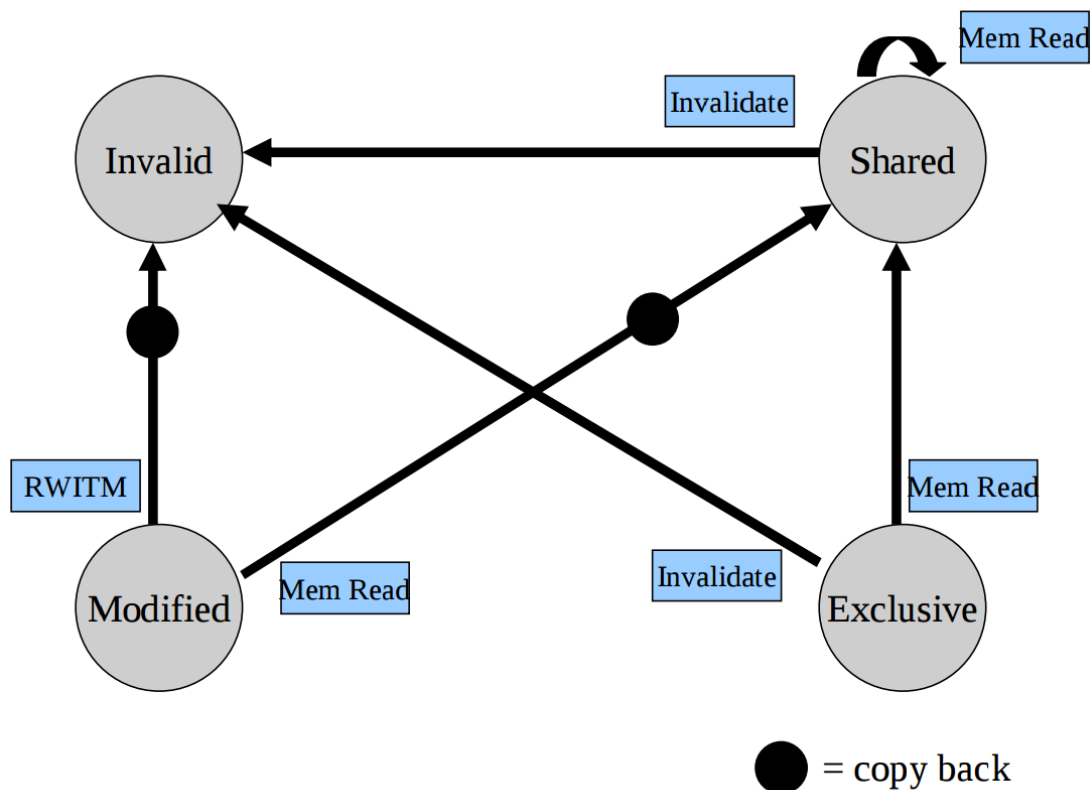 Mem Read
Invalidate
Invalid
Shared
RWITM
Mem Read
Mem Read
Invalidate
Modified
Exclusive
= copy back